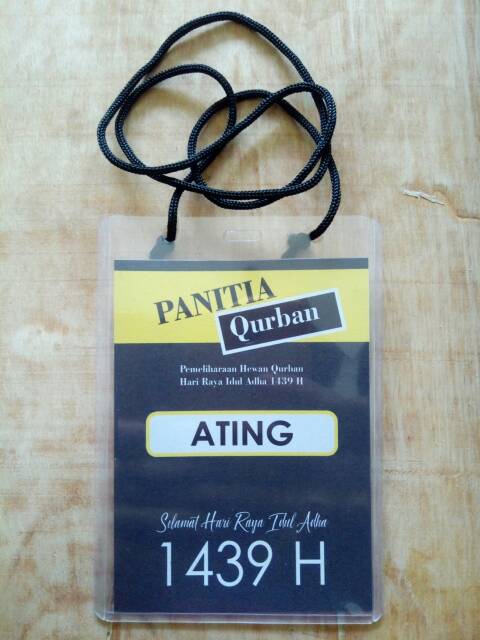 PANITIA
Qurban
Pemeliharaan Hewan Qurban
Hari Raya Idul Adha 1439 H
ATING
Selamat Hari Raya Idul Adha
1439 H